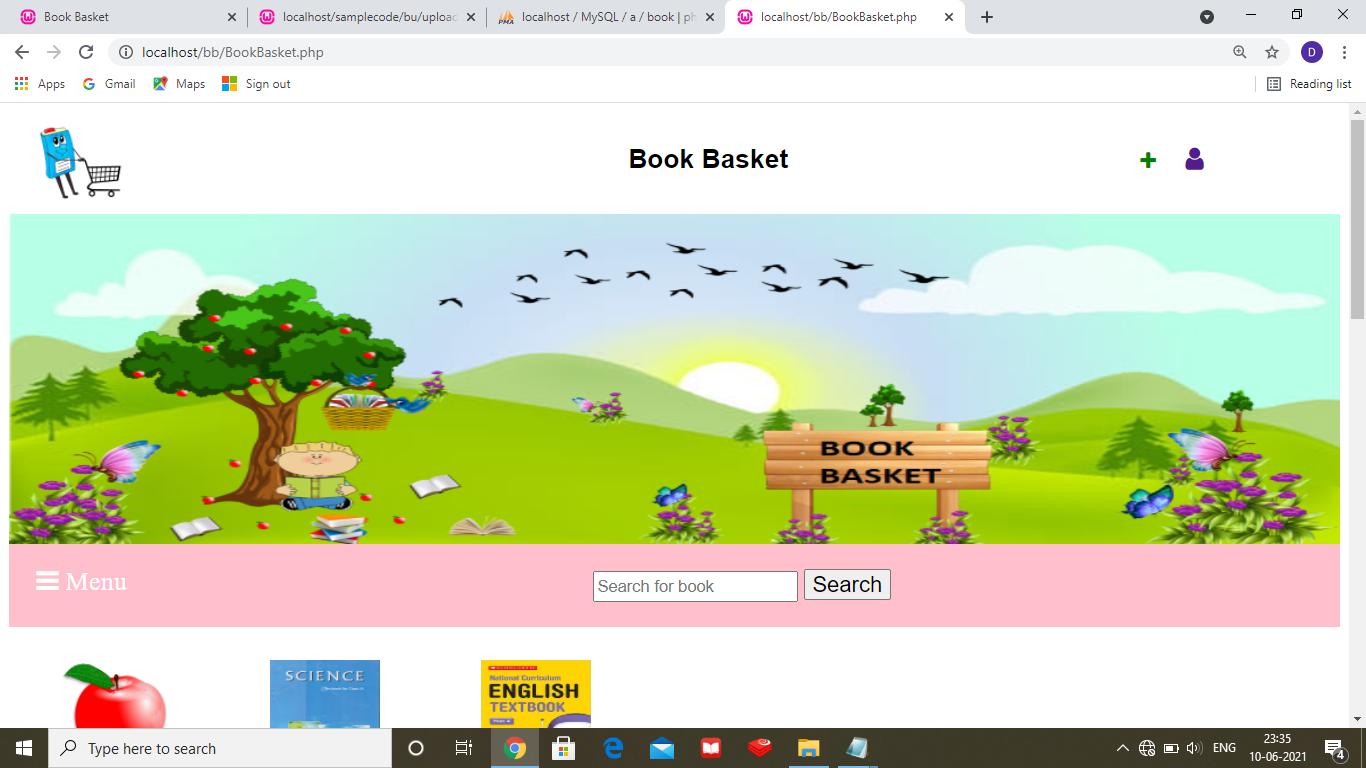 Book Basket
localhost/samplecode/bu/upload
localhost / MySQL / a / book | ph
localhost/bb/BookBasket.php
localhost/bb/BookBasket.php
D
Apps
Gmail
Maps
Sign out
Reading list
Book Basket
BOOK
BASKET
Menu
Search for book
Search
SCIENCE
National Curriculum
ENGLISH
TEXTBOOK
Type here to search
ENG
23:35
10-06-2021
4